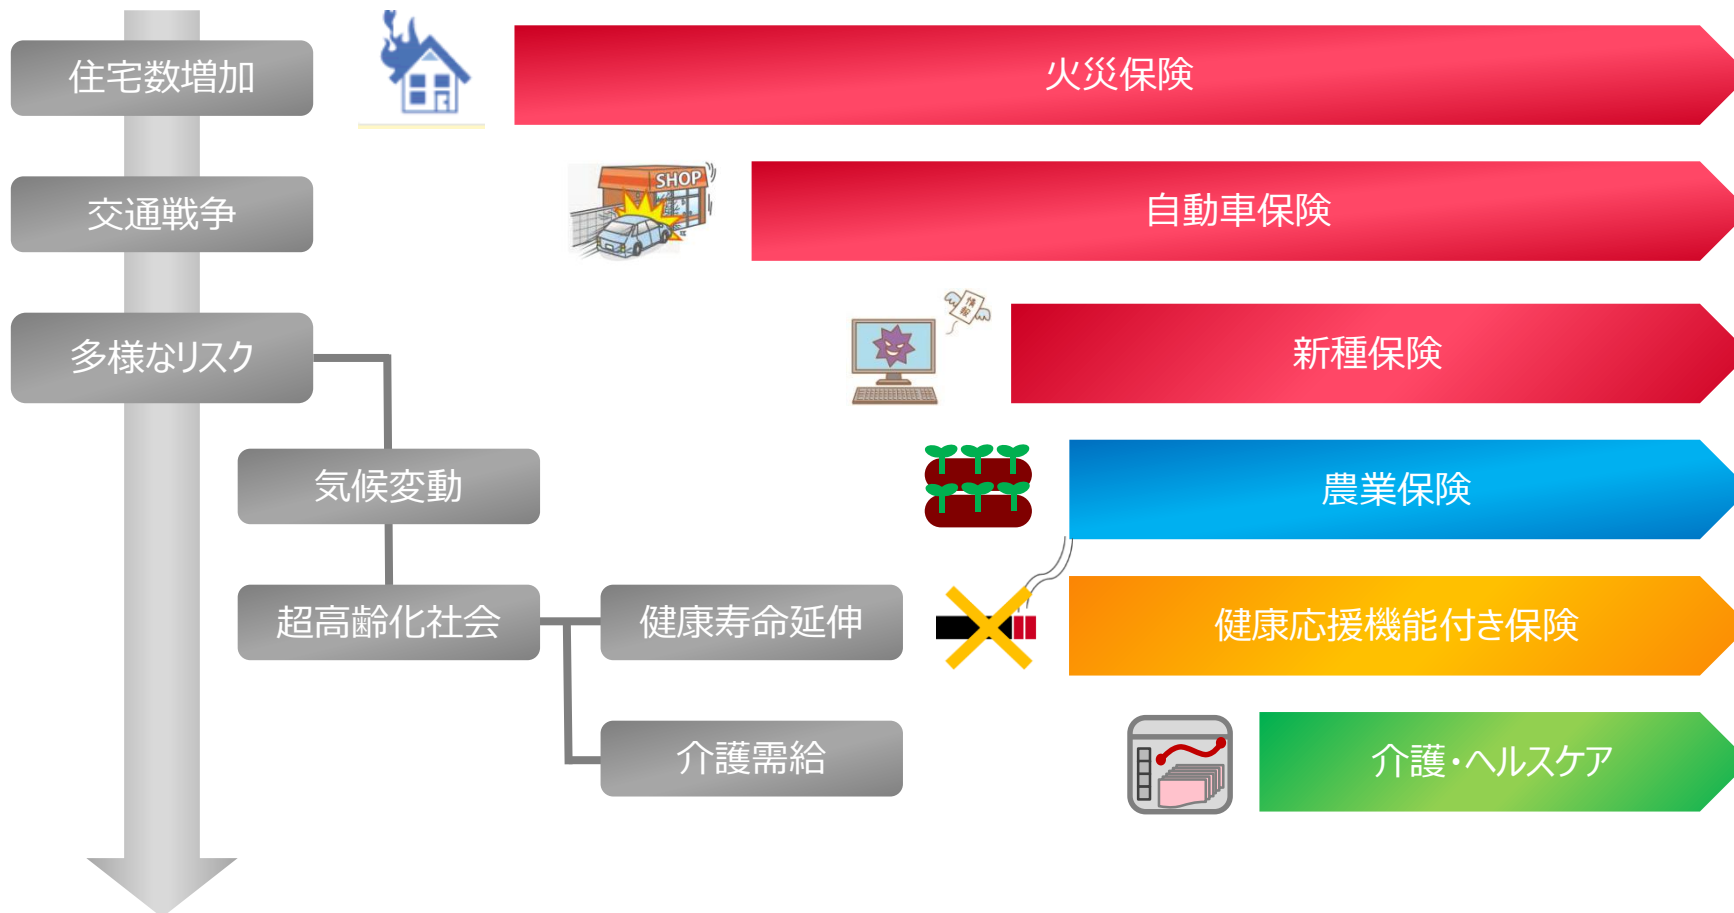 住宅数増加
火災保険
交通戦争
SHOP
自動車保険
情報
多様なリスク
新種保険
気候変動
農業保険
超高齢化社会
健康寿命延伸
健康応援機能付き保険
介護需給
介護・ヘルスケア